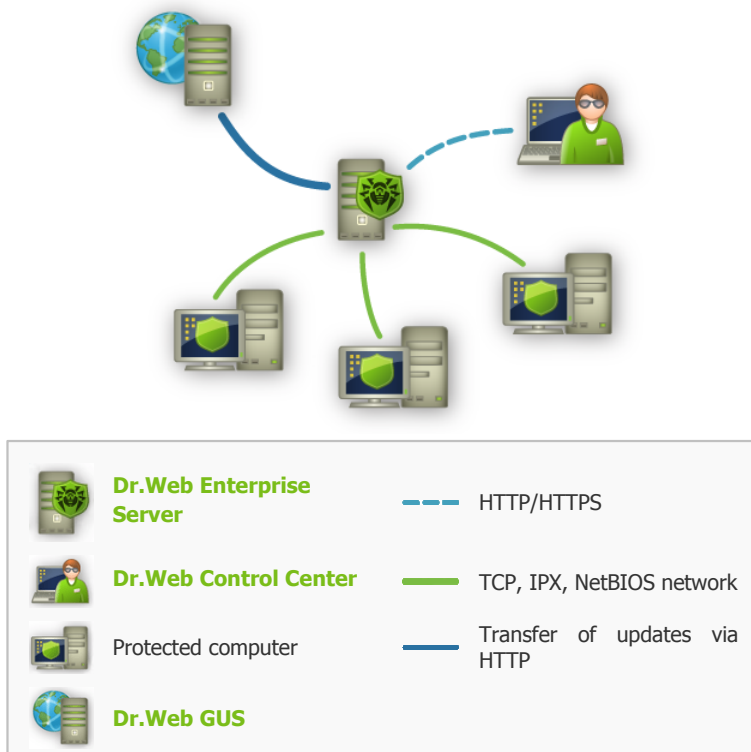 Dr.Web Enterprise
Server
HTTP/HTTPS
Dr.Web Control Center
TCP, IPX, NetBIOS network
Protected computer
Transfer of updates via
HTTP
Dr.Web GUS